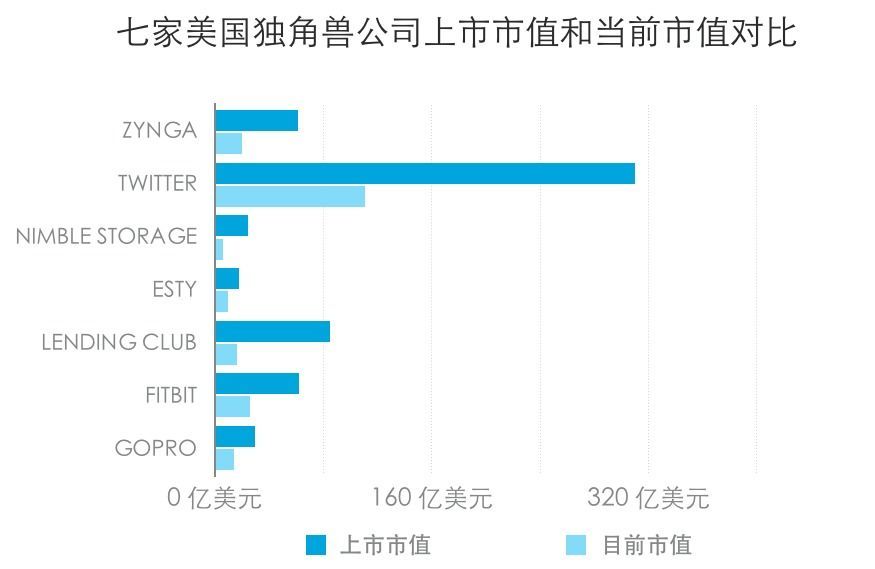 七家美国独角兽公司上市市值和当前市值对比
ZYNGA
TWITTER
NIMBLE STORAGE
ESTY
LENDING CLUB
FITBIT
GOPRO
0 亿美元 160 亿美元 320 亿美元
上市市值 目前市值